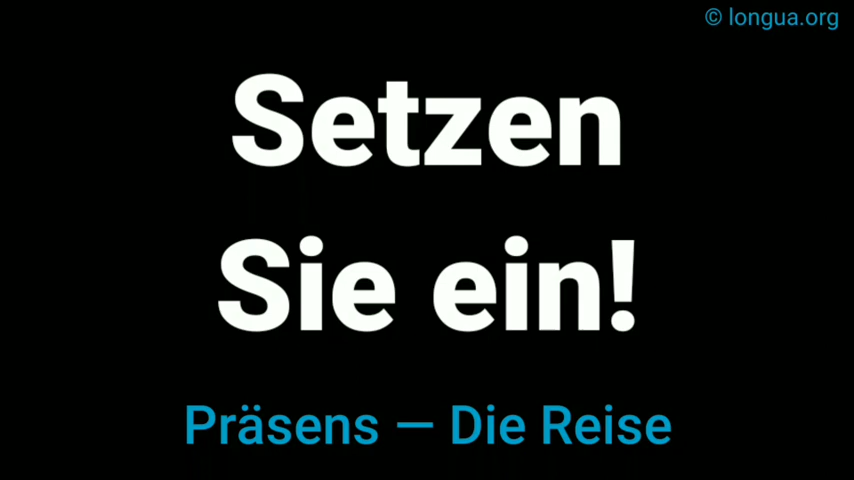 © longua.org
Setzen
Sie ein!
Präsens — Die Reise